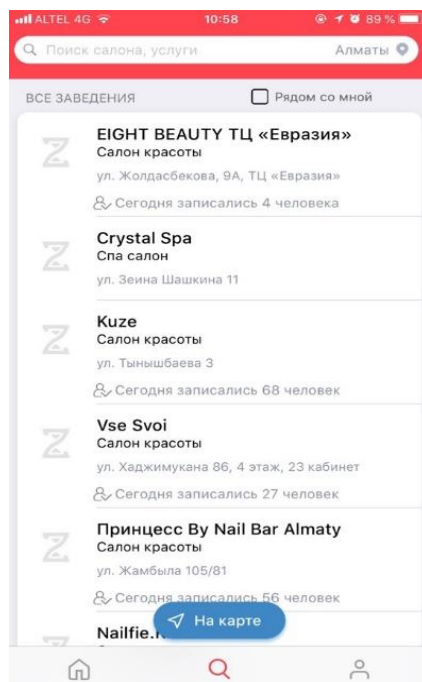 ALTEL 4G 10:58 89 %
Поиск салона, услуги Алматы
ВСЕ ЗАВЕДЕНИЯ Рядом со мной
EIGHT BEAUTY ТЦ «Евразия»
Салон красоты
ул. Жолдасбекова, 9А, ТЦ «Евразия»
Сегодня записались 4 человека
Crystal Spa
Спа салон
ул. Зеина Шашкина 11
Kuze
Салон красоты
ул. Тынышбаева 3
Сегодня записались 68 человек
Vse Svoi
Салон красоты
ул. Хаджимукана 86, 4 этаж, 23 кабинет
Сегодня записались 27 человек
Принцесс By Nail Bar Almaty
Салон красоты
ул. Жамбыла 105/81
Сегодня записались 56 человек
На карте